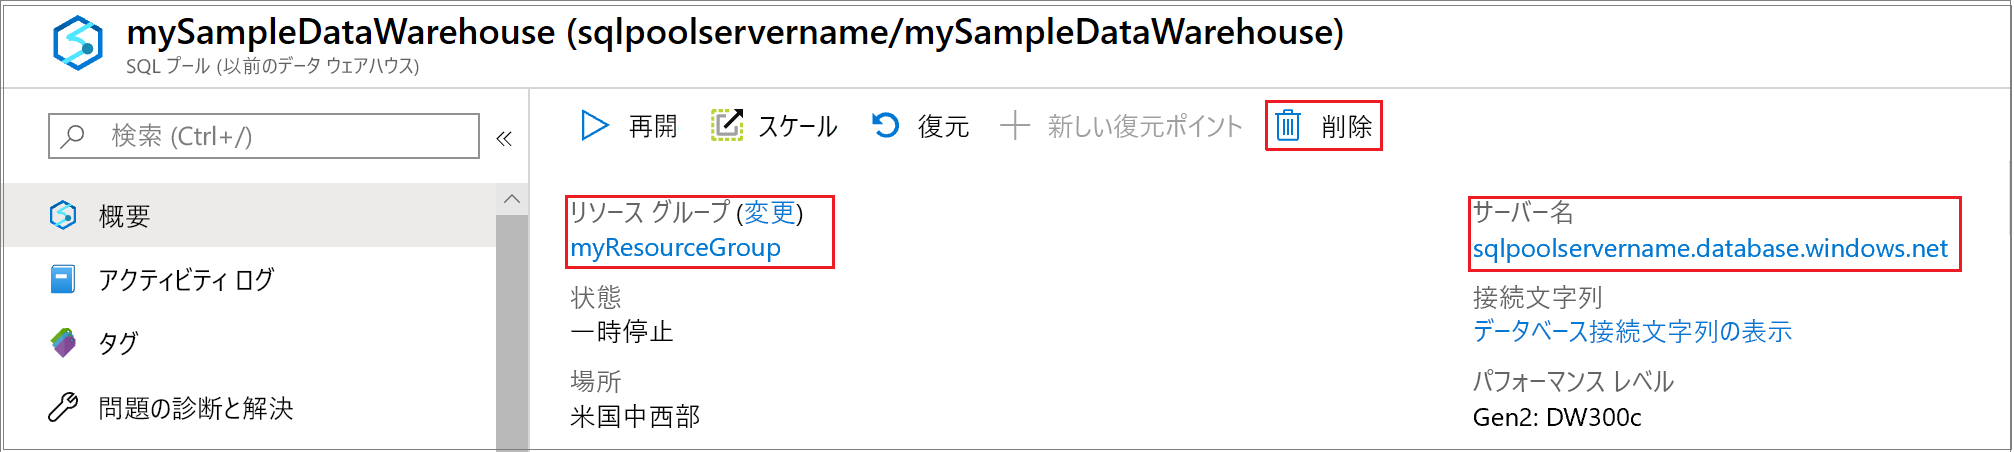 mySampleDataWarehouse (sqlpoolservername/mySampleDataWarehouse)
SQL プール (以前のデータ ウェアハウス)
検索 (Ctrl+/)
«
再開
スケール
復元
新しい復元ポイント
削除
概要
アクティビティ ログ
タグ
問題の診断と解決
リソース グループ (変更)
myResourceGroup
状態
一時停止
場所
米国中西部
サーバー名
sqlpoolservername.database.windows.net
接続文字列
データベース接続文字列の表示
パフォーマンス レベル
Gen2: DW300c